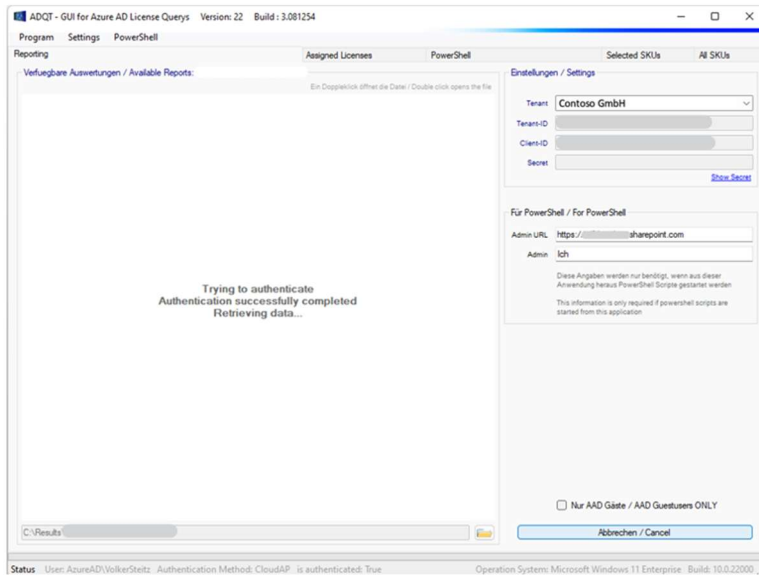 ADQT - GUI for Azure AD License Querys Version: 22 Build : 3.081254
Program Settings PowerShell
Reporting Assigned Licenses PowerShell Selected SKUs All SKUs
Verfuegbare Auswertungen / Available Reports:
Ein Doppleklick öffnet die Datei / Double click opens the file
Einstellungen / Settings
Tenant Contoso GmbH
Tenant-ID
Client-ID
Secret
Show Secret
Für PowerShell / For PowerShell
Admin URL https:/ sharepoint.com
Admin Ich
Diese Angaben werden nur benötigt, wenn aus dieser
Anwendung heraus PowerShell Scripte gestartet werden
This information is only required if powershell scripts are
started from this application
Trying to authenticate
Authentication successfully completed
Retrieving data...
Nur AAD Gäste / AAD Guestusers ONLY
C:\Results
Abbrechen / Cancel
Status User: AzureAD\VolkerSteitz Authentication Method: CloudAP is authenticated: True Operation System: Microsoft Windows 11 Enterprise Build: 10.0.22000